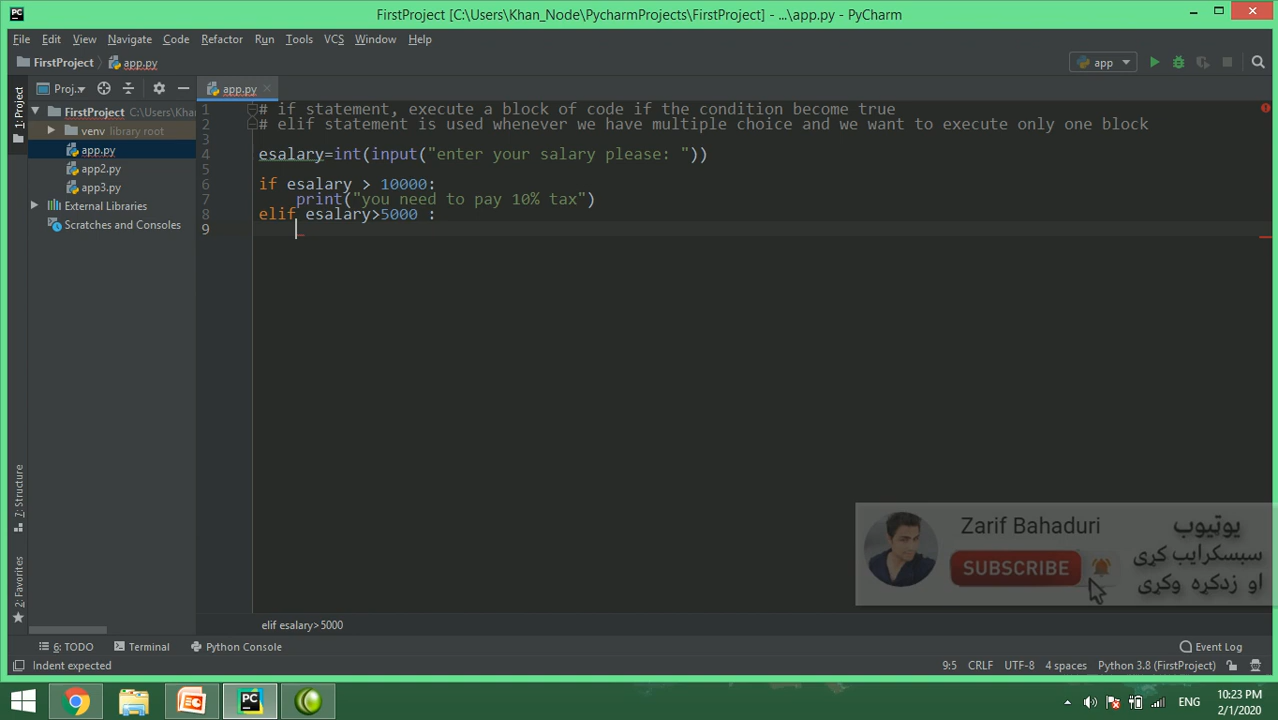 FirstProject [C:\Users\Khan_Node\PycharmProjects\FirstProject] - ...\app.py - PyCharm
File Edit View Navigate Code Refactor Run Tools VCS Window Help
FirstProject app.py
app
Proj..
app.py
1: Project
FirstProject C:\Users\Kha
venv library root
app.py
app2.py
app3.py
External Libraries
Scratches and Consoles
1 # if statement, execute a block of code if the condition become true
2 # elif statement is used whenever we have multiple choice and we want to execute only one block
3
4 esalary=int(input("enter your salary please: "))
5
6 if esalary > 10000:
7 print("you need to pay 10% tax")
8 elif esalary>5000 :
9
7: Structure
2: Favorites
Zarif Bahaduri
SUBSCRIBE
یوټیوب
سبسکرایب کړی
او زدکړه وکړی
elif esalary>5000
6: TODO Terminal Python Console Event Log
Indent expected 9:5 CRLF UTF-8 4 spaces Python 3.8 (FirstProject)
PC
ENG
10:23 PM
2/1/2020